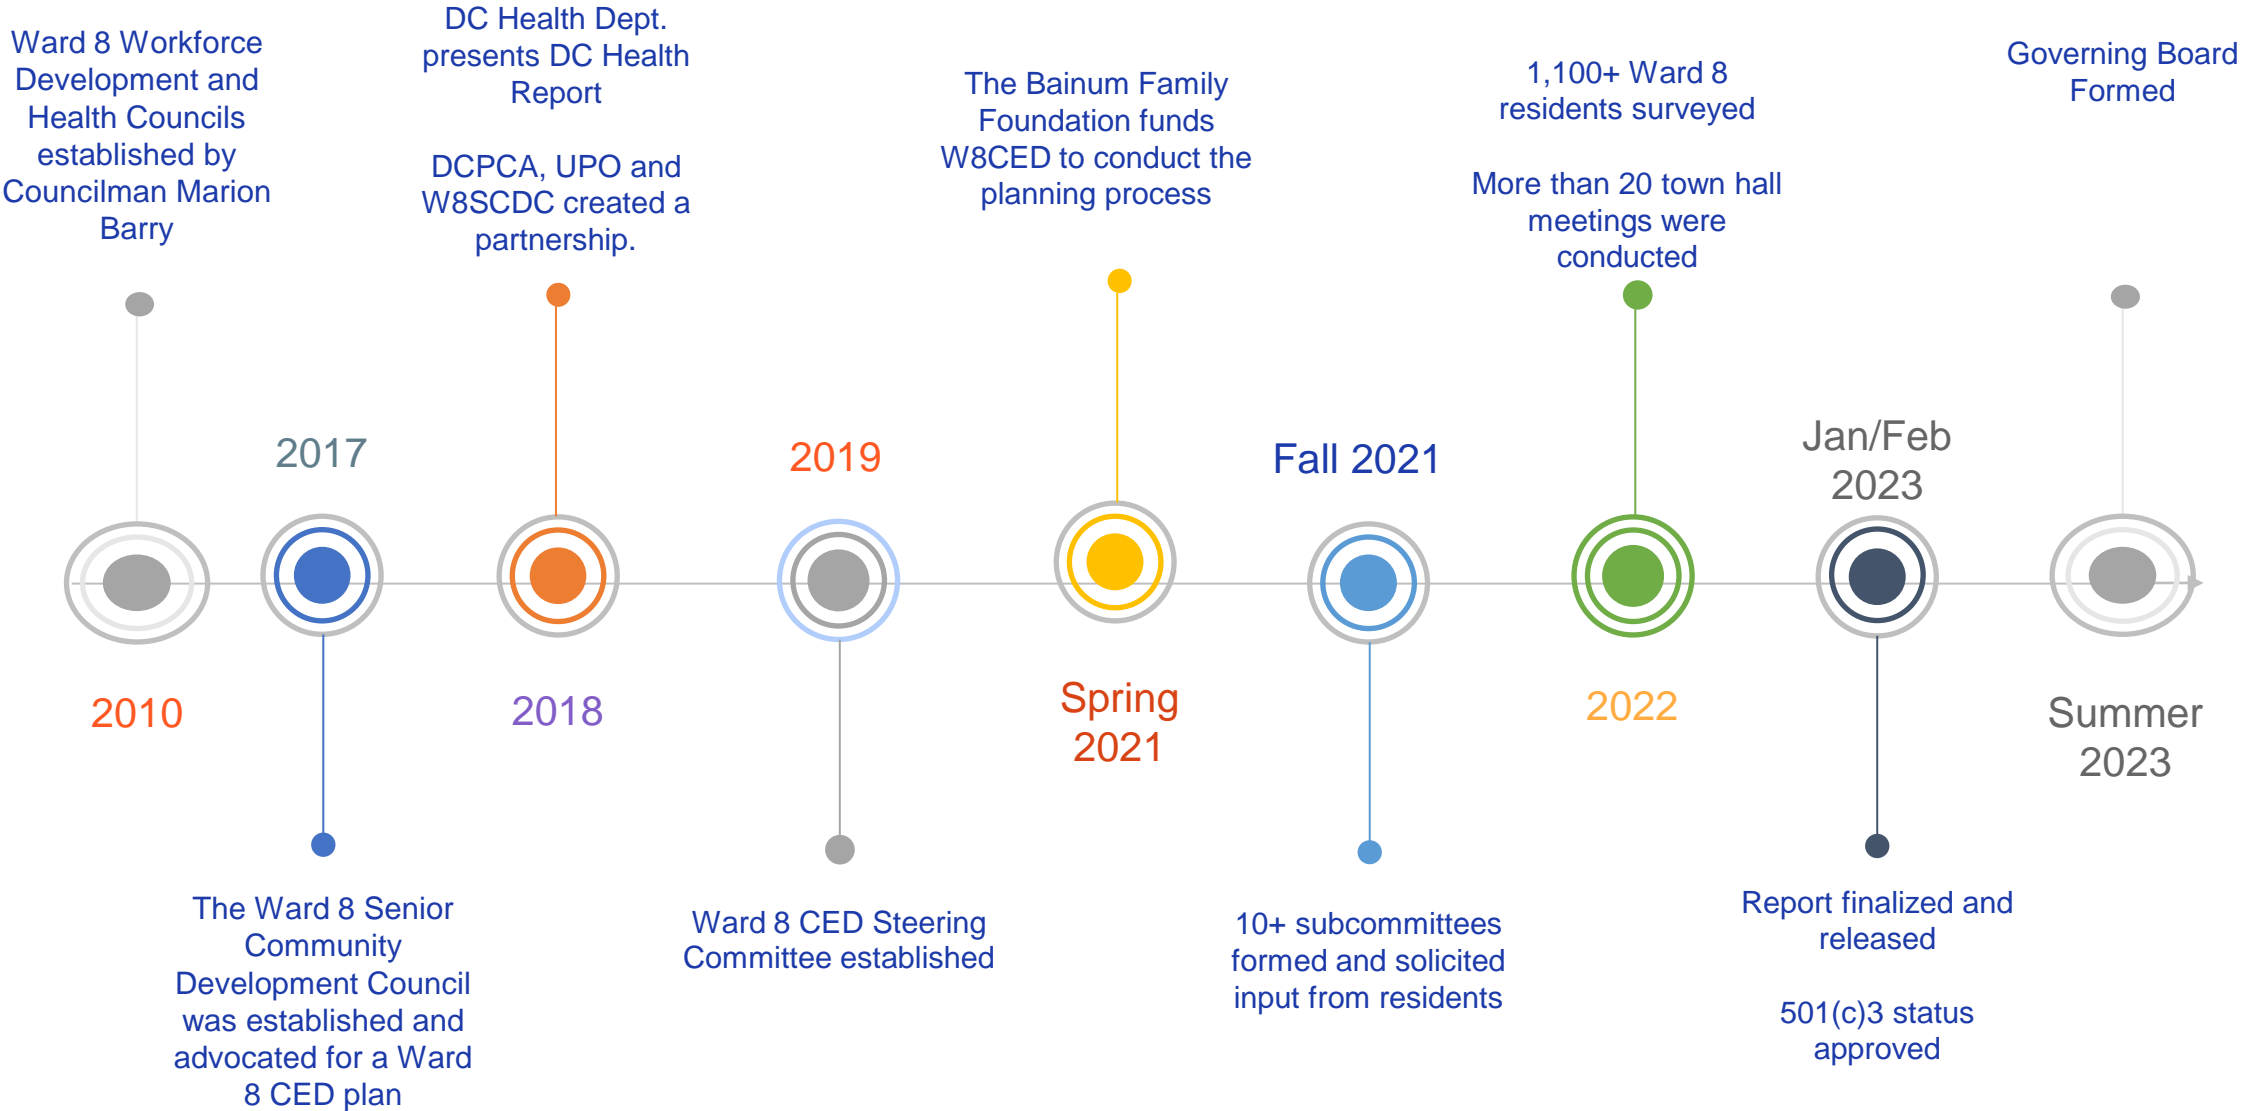 Ward 8 Workforce
Development and
Health Councils
established by
Councilman Marion
Barry
2010
2017
The Ward 8 Senior
Community
Development Council
was established and
advocated for a Ward
8 CED plan
DC Health Dept.
presents DC Health
Report
DCPCA, UPO and
W8SCDC created a
partnership.
2018
2019
Ward 8 CED Steering
Committee established
The Bainum Family
Foundation funds
W8CED to conduct the
planning process
Spring
2021
Fall 2021
10+ subcommittees
formed and solicited
input from residents
1,100+ Ward 8
residents surveyed
More than 20 town hall
meetings were
conducted
2022
Jan/Feb
2023
Report finalized and
released
501(c)3 status
approved
Governing Board
Formed
Summer
2023